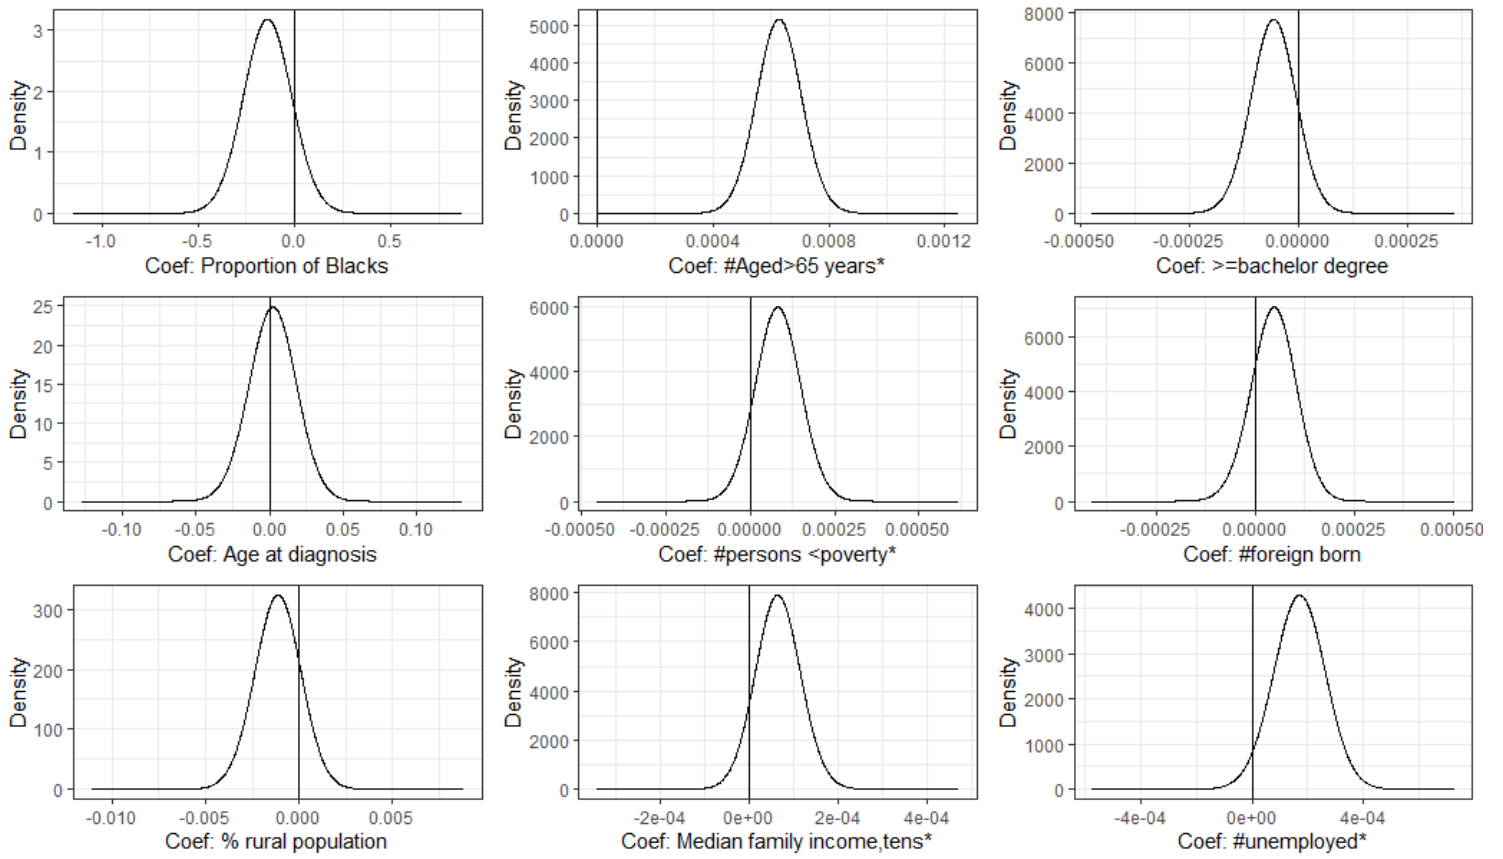 3
2
1
0
Density
-1.0 -0.5 0.0 0.5
Coef: Proportion of Blacks
5000
4000
3000
2000
1000
0
Density
0.0000 0.0004 0.0008 0.0012
Coef: #Aged>65 years*
8000
6000
4000
2000
0
Density
-0.00050 -0.00025 0.00000 0.00025
Coef: >=bachelor degree
25
20
15
10
5
0
Density
-0.10 -0.05 0.00 0.05 0.10
Coef: Age at diagnosis
6000
4000
2000
0
Density
-0.00050 -0.00025 0.00000 0.00025 0.00050
Coef: #persons <poverty*
6000
4000
2000
0
Density
-0.00025 0.00000 0.00025 0.00050
Coef: #foreign born
300
200
100
0
Density
-0.010 -0.005 0.000 0.005
Coef: % rural population
8000
6000
4000
2000
0
Density
-2e-04 0e+00 2e-04 4e-04
Coef: Median family income,tens*
4000
3000
2000
1000
0
Density
-4e-04 0e+00 4e-04
Coef: #unemployed*